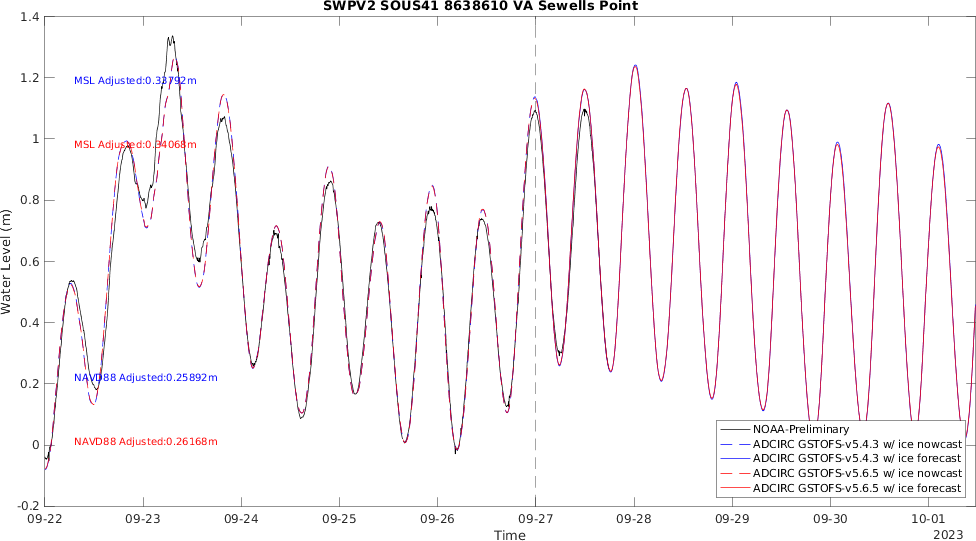 SWPV2 SOUS41 8638610 VA Sewells Point
1.4
1.2
1
0.8
0.6
0.4
0.2
0
-0.2
Water Level (m)
MSL Adjusted:0.33792m
MSL Adjusted:0.34068m
NAVD88 Adjusted:0.25892m
NAVD88 Adjusted:0.26168m
NOAA-Preliminary
ADCIRC GSTOFS-v5.4.3 w/ ice nowcast
ADCIRC GSTOFS-v5.4.3 w/ ice forecast
ADCIRC GSTOFS-v5.6.5 w/ ice nowcast
ADCIRC GSTOFS-v5.6.5 w/ ice forecast
09-22 09-23 09-24 09-25 09-26 09-27 09-28 09-29 09-30 10-01
Time
2023